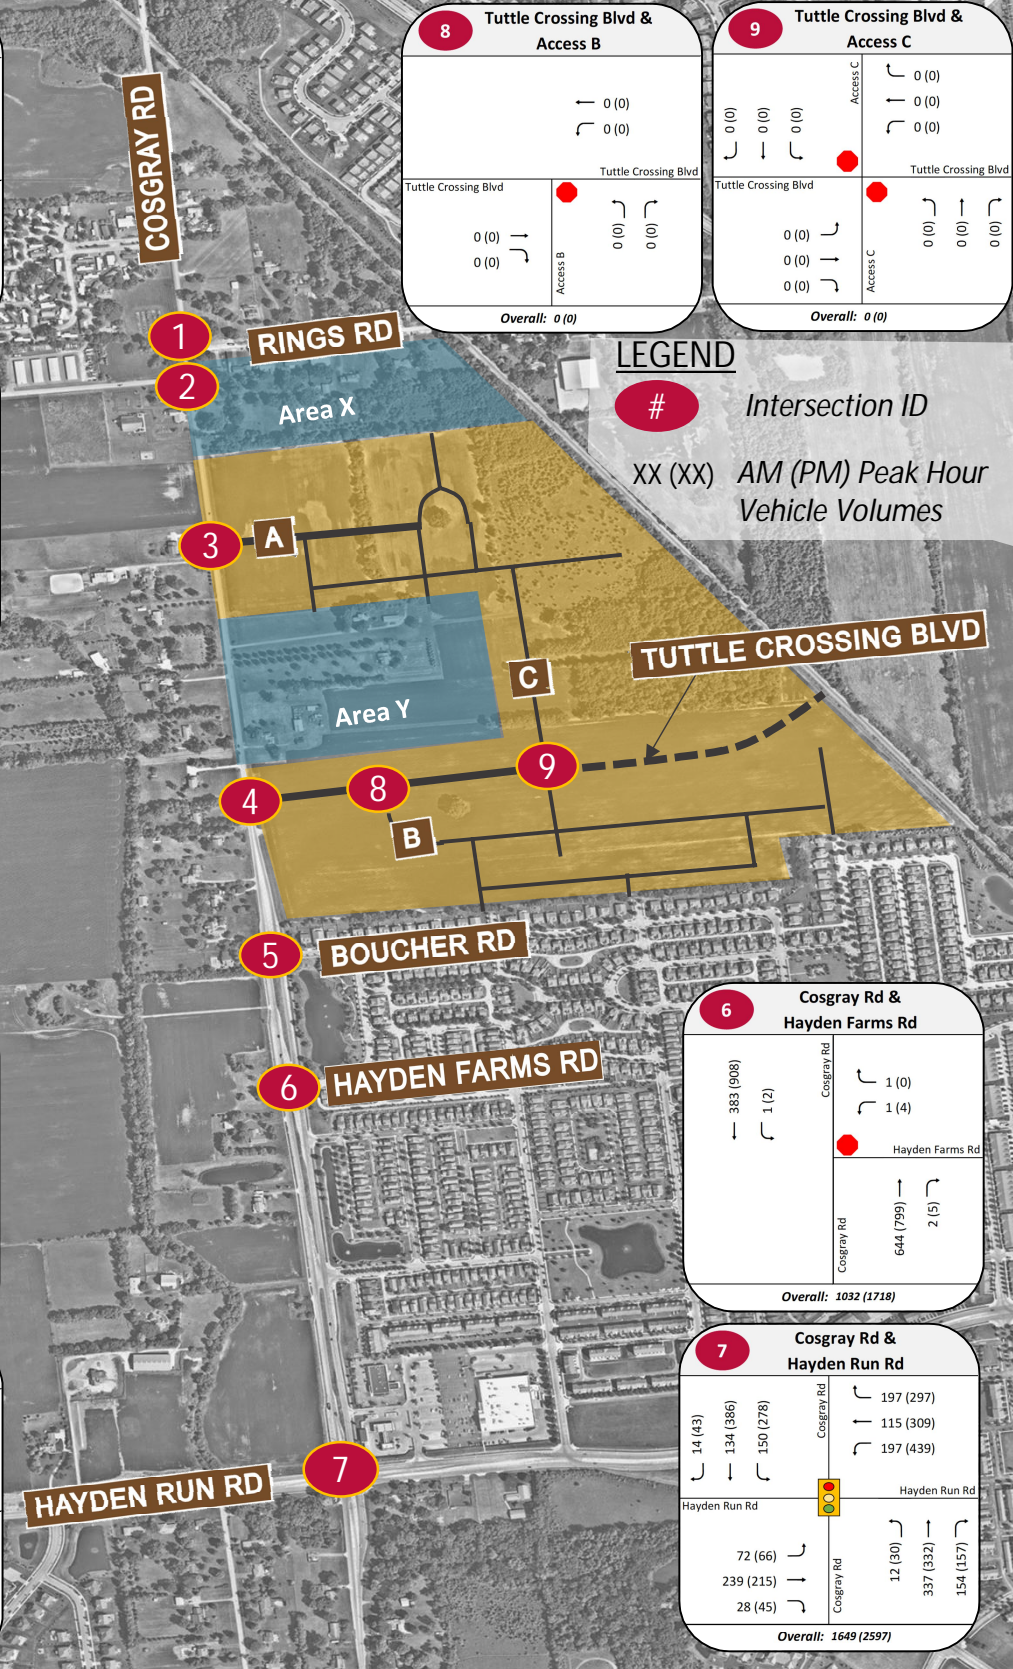 8
Tuttle Crossing Blvd &
Access B
0 (0)
0 (0)
Tuttle Crossing Blvd
Tuttle Crossing Blvd
0 (0)
0 (0)
Access B
0 (0)
0 (0)
Overall: 0 (0)
9
Tuttle Crossing Blvd &
Access C
0 (0)
0 (0)
0 (0)
Access C
0 (0)
0 (0)
0 (0)
Tuttle Crossing Blvd
Tuttle Crossing Blvd
0 (0)
0 (0)
0 (0)
Access C
0 (0)
0 (0)
0 (0)
Overall: 0 (0)
COSGRAY RD
1
RINGS RD
2
Area X
LEGEND
# Intersection ID
XX (XX) AM (PM) Peak Hour
Vehicle Volumes
3
A
TUTTLE CROSSING BLVD
C
Area Y
4
8
9
B
5
BOUCHER RD
6
HAYDEN FARMS RD
6
Cosgray Rd &
Hayden Farms Rd
383 (908)
1 (2)
Cosgray Rd
1 (0)
1 (4)
Hayden Farms Rd
Cosgray Rd
644 (799)
2 (5)
Overall: 1032 (1718)
7
HAYDEN RUN RD
7
Cosgray Rd &
Hayden Run Rd
14 (43)
134 (386)
150 (278)
Cosgray Rd
197 (297)
115 (309)
197 (439)
Hayden Run Rd
Hayden Run Rd
72 (66)
239 (215)
28 (45)
Cosgray Rd
12 (30)
337 (332)
154 (157)
Overall: 1649 (2597)